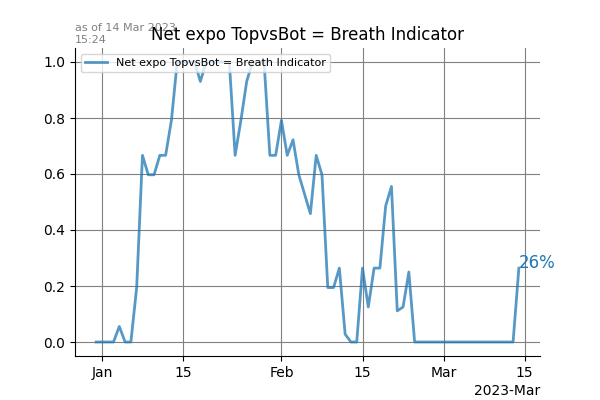 as of 14 Mar 2023
15:24
Net expo TopvsBot = Breath Indicator
Net expo TopvsBot = Breath Indicator
1.0
0.8
0.6
0.4
0.2
0.0
26%
Jan 15 Feb 15 Mar 15
2023-Mar